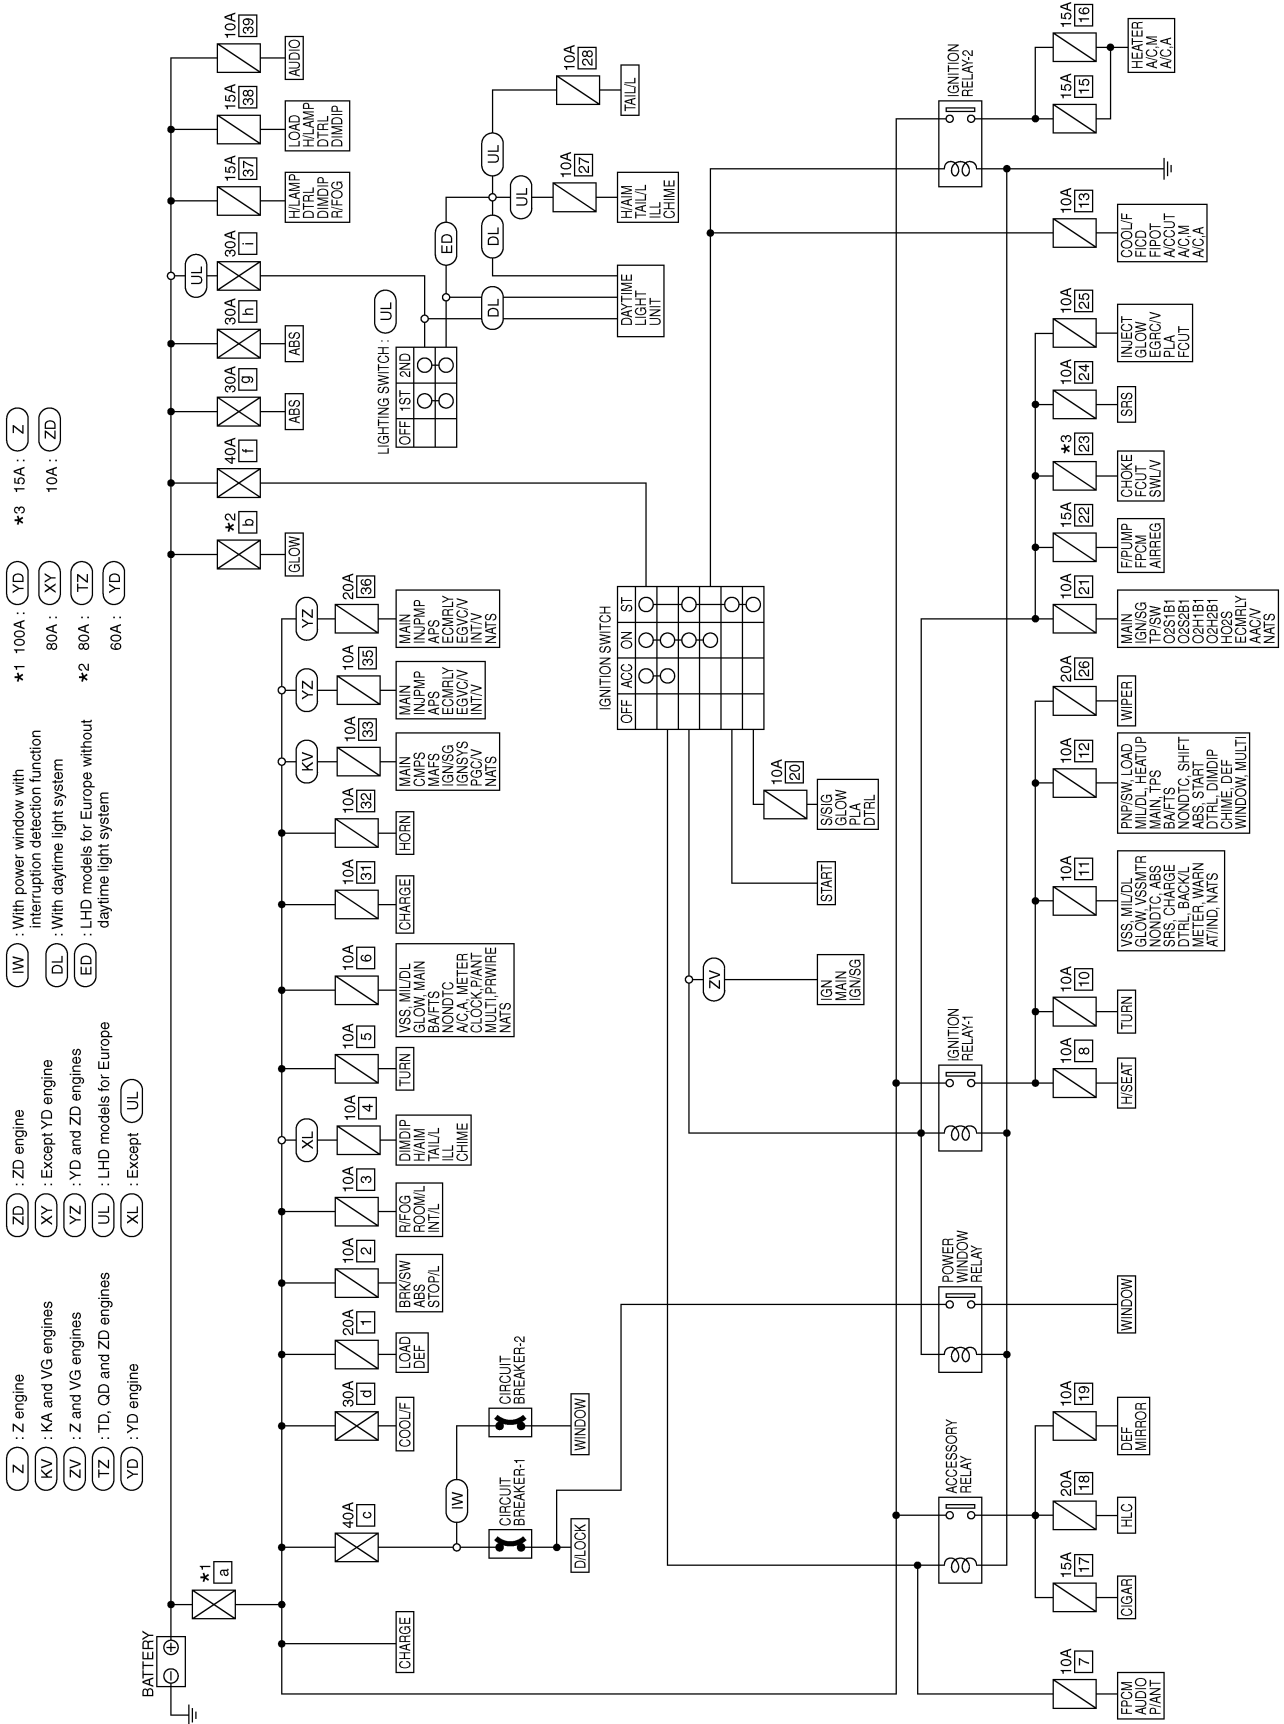 Z : Z engine
KV : KA and VG engines
ZV : Z and VG engines
TZ : TD, QD and ZD engines
YD : YD engine
ZD : ZD engine
XY : Except YD engine
YZ : YD and ZD engines
UL : LHD models for Europe
XL : Except UL
IW : With power window with
interruption detection function
DL : With daytime light system
ED : LHD models for Europe without
daytime light system
*1 100A : YD
80A : XY
*2 80A : TZ
60A : YD
*3 15A : Z
10A : ZD
BATTERY
*1
a
*2
b
GLOW
40A
f
30A
g
ABS
30A
h
ABS
30A
i
UL
15A
37
H/LAMP
DTRL
DIMDIP
R/FOG
15A
38
LOAD
H/LAMP
DTRL
DIMDIP
10A
39
AUDIO
CHARGE
40A
c
IW
CIRCUIT
BREAKER-1
D/LOCK
CIRCUIT
BREAKER-2
WINDOW
30A
d
COOL/F
20A
1
LOAD
DEF
10A
2
BRK/SW
ABS
STOP/L
10A
3
R/FOG
ROOM/L
INT/L
XL
10A
4
DIMDIP
H/AIM
TAIL/L
ILL
CHIME
10A
5
TURN
10A
6
VSS, MIL/DL
GLOW, MAIN
BA/FTS
NONDTC
A/C,A, METER
CLOCK,P/ANT
MULTI,PRWIRE
NATS
10A
31
CHARGE
10A
32
HORN
KV
10A
33
MAIN
CMPS
MAFS
IGN/SG
IGNSYS
PGC/V
NATS
YZ
10A
35
MAIN
INJPMP
APS
ECMRLY
EGVC/V
INT/V
YZ
20A
36
MAIN
INJPMP
APS
ECMRLY
EGVC/V
INT/V
NATS
LIGHTING SWITCH : UL
OFF 1ST 2ND
ED
DL
DL
UL
UL
DAYTIME
LIGHT
UNIT
10A
27
H/AIM
TAIL/L
ILL
CHIME
10A
28
TAIL/L
IGNITION SWITCH
OFF ACC ON ST
ZV
IGN
MAIN
IGN/SG
START
10A
20
S/SIG
GLOW
PLA
DTRL
ACCESSORY
RELAY
POWER
WINDOW
RELAY
IGNITION
RELAY-1
IGNITION
RELAY-2
10A
7
FPCM
AUDIO
P/ANT
15A
17
CIGAR
20A
18
HLC
10A
19
DEF
MIRROR
WINDOW
10A
8
H/SEAT
10A
10
TURN
10A
11
VSS, MIL/DL
GLOW, VSSMTR
NONDTC, ABS
SRS, CHARGE
DTRL, BACK/L
METER, WARN
AT/IND, NATS
10A
12
PNP/SW, LOAD
MIL/DL, HEATUP
MAIN, TPS
BA/FTS
NONDTC, SHIFT
ABS, START
DTRL, DIMDIP
CHIME, DEF
WINDOW, MULTI
20A
26
WIPER
10A
21
MAIN
IGN/SG
TP/SW
O2S1B1
O2S2B1
O2H1B1
O2H2B1
HO2S
ECMRLY
AAC/V
NATS
15A
22
F/PUMP
FPCM
AIRREG
*3
23
CHOKE
FCUT
SWL/V
10A
24
SRS
10A
25
INJECT
GLOW
EGRC/V
PLA
FCUT
10A
13
COOL/F
FICD
FIPOT
A/CCUT
A/C,M
A/C,A
15A
15
15A
16
HEATER
A/C,M
A/C,A